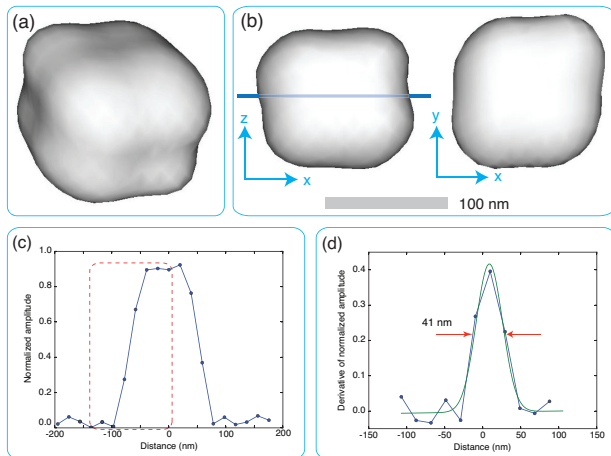 (a)
(b)
z
x
y
x
100 nm
(c)
Normalized amplitude
1.0
0.8
0.6
0.4
0.2
0.0
-200
-100
0
100
200
Distance (nm)
(d)
Derivative of normalized amplitude
0.4
0.3
0.2
0.1
0.0
41 nm
-150
-100
-50
0
50
100
150
Distance (nm)